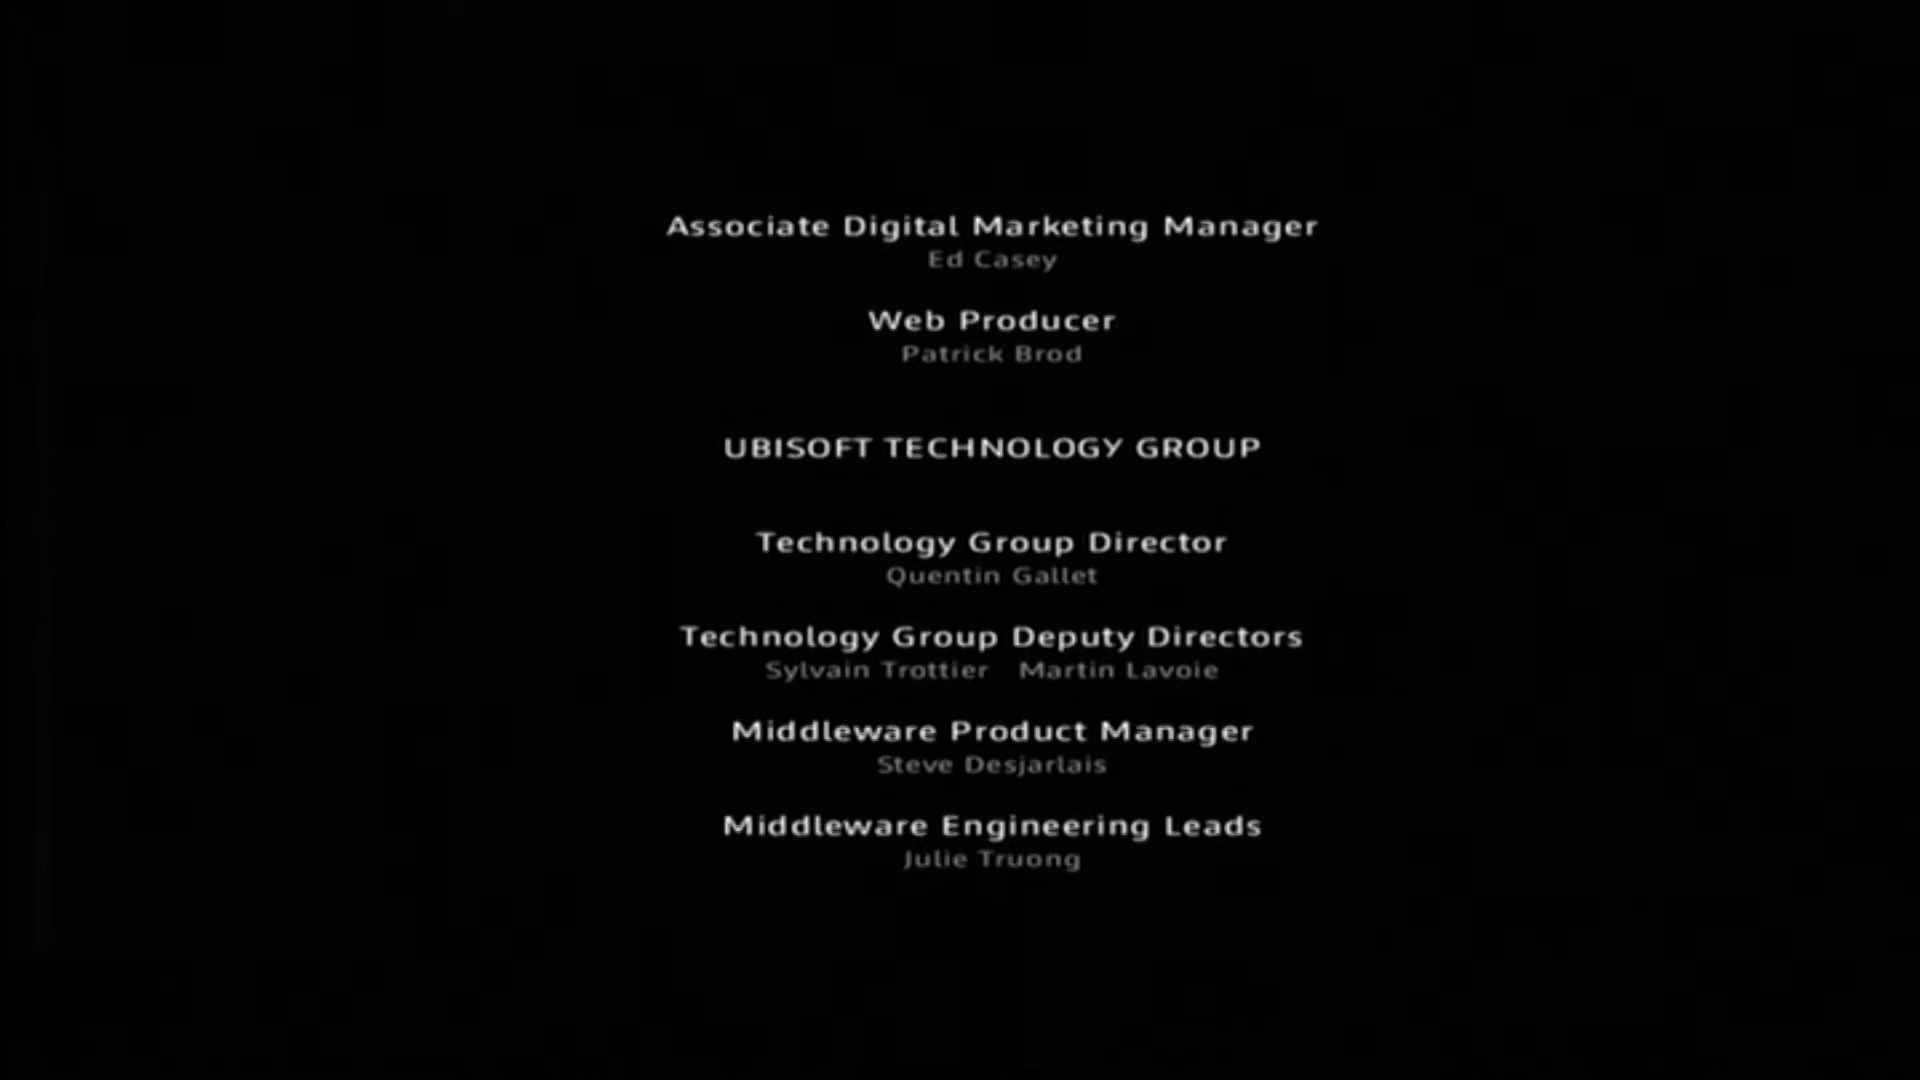 Associate Digital Marketing Manager
Ed Casey
Web Producer
Patrick Brod
UBISOFT TECHNOLOGY GROUP
Technology Group Director
Quentin Gallet
Technology Group Deputy Directors
Sylvain Trottier Martin Lavoie
Middleware Product Manager
Steve Desjarlais
Middleware Engineering Leads
Julie Truong